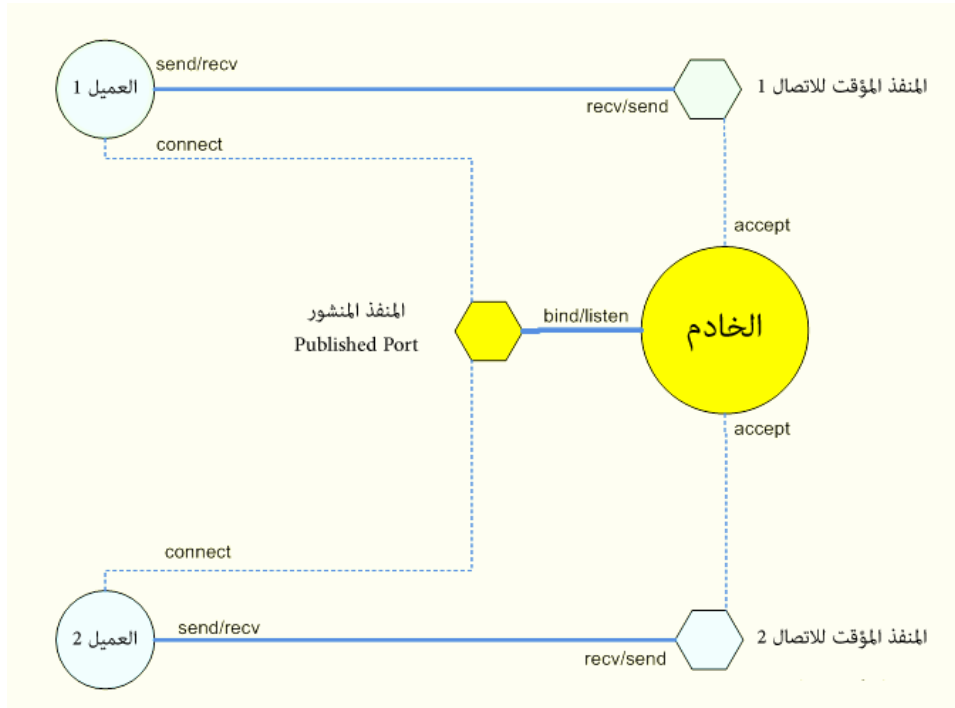 send/recv
العميل 1
المنفذ المؤقت للاتصال 1
recv/send
connect
accept
المنفذ المنشور
Published Port
bind/listen
الخادم
accept
connect
العميل 2
send/recv
المنفذ المؤقت للاتصال 2
recv/send